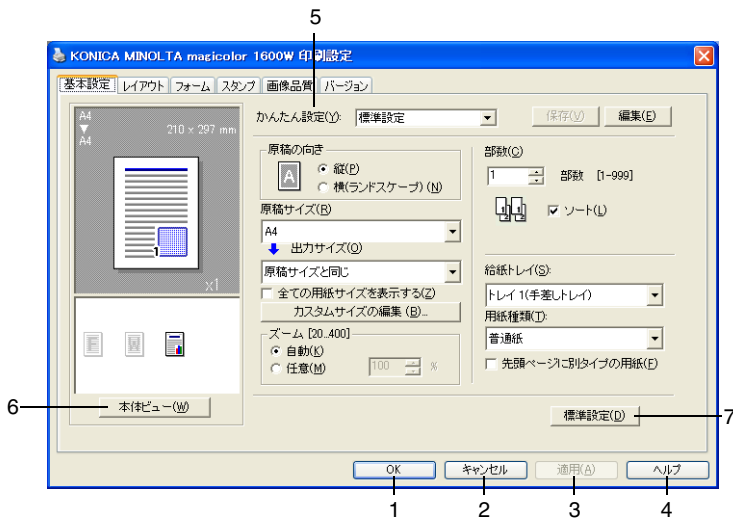 5
KONICA MINOLTA magicolor 1600W 印刷設定
基本設定 レイアウト フォーム スタンプ 画像品質 バージョン
A4
210 × 297 mm
A4
1
x1
F W
本体ビュー(W)
6
かんたん設定(Y): 標準設定 保存(V) 編集(E)
原稿の向き
A
縦(P)
横(ランドスケープ) (N)
原稿サイズ(R)
A4
出力サイズ(O)
原稿サイズと同じ
全ての用紙サイズを表示する(Z)
カスタムサイズの編集 (B)...
ズーム [20..400]
自動(K)
任意(M) 100 %
部数(C)
1 部数 [1-999]
1 2 1 2 ソート(L)
給紙トレイ(S):
トレイ 1(手差しトレイ)
用紙種類(T):
普通紙
先頭ページに別タイプの用紙(F)
標準設定(D)
7
OK キャンセル 適用(A) ヘルプ
1 2 3 4